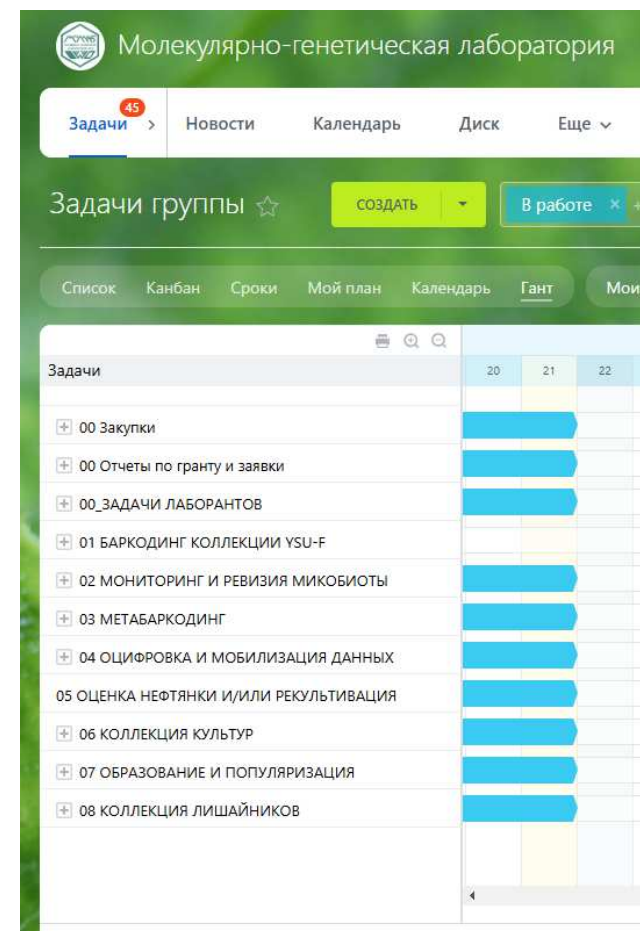 Молекулярно-генетическая лаборатория
45
Задачи > Новости Календарь Диск Еще
Задачи группы СОЗДАТЬ В работе × +
Список Канбан Сроки Мой план Календарь Гант Мои
Задачи 20 21 22
00 Закупки
00 Отчеты по гранту и заявки
00_ЗАДАЧИ ЛАБОРАНТОВ
01 БАРКОДИНГ КОЛЛЕКЦИИ YSU-F
02 МОНИТОРИНГ И РЕВИЗИЯ МИКОБИОТЫ
03 МЕТАБАРКОДИНГ
04 ОЦИФРОВКА И МОБИЛИЗАЦИЯ ДАННЫХ
05 ОЦЕНКА НЕФТЯНКИ И/ИЛИ РЕКУЛЬТИВАЦИЯ
06 КОЛЛЕКЦИЯ КУЛЬТУР
07 ОБРАЗОВАНИЕ И ПОПУЛЯРИЗАЦИЯ
08 КОЛЛЕКЦИЯ ЛИШАЙНИКОВ